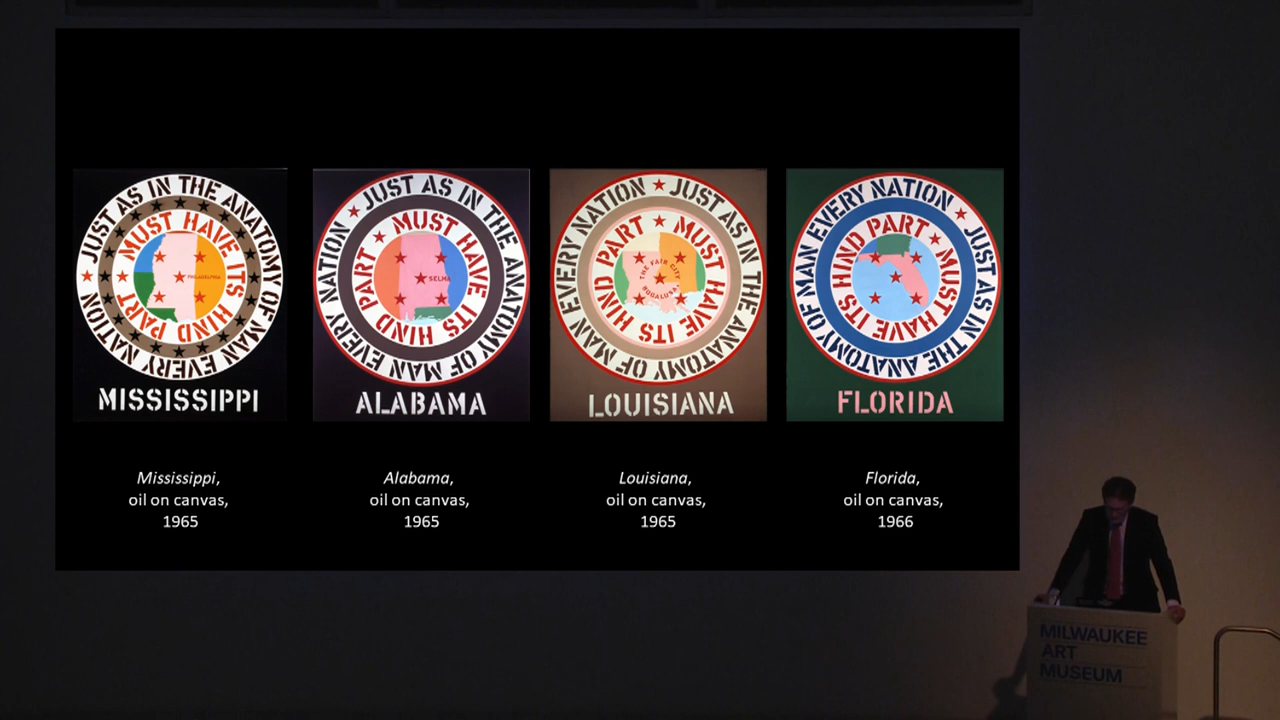 JUST AS IN THE ANATOMY OF MAN EVERY NATION
MUST HAVE ITS HIND PART
PHILADELPHIA
MISSISSIPPI
JUST AS IN THE ANATOMY OF MAN EVERY NATION
MUST HAVE ITS HIND PART
SELMA
ALABAMA
JUST AS IN THE ANATOMY OF MAN EVERY NATION
MUST HAVE ITS HIND PART
THE FAIR CITY
BOGALUSA
LOUISIANA
JUST AS IN THE ANATOMY OF MAN EVERY NATION
MUST HAVE ITS HIND PART
FLORIDA
Mississippi,
oil on canvas,
1965
Alabama,
oil on canvas,
1965
Louisiana,
oil on canvas,
1965
Florida,
oil on canvas,
1966
MILWAUKEE
ART
MUSEUM